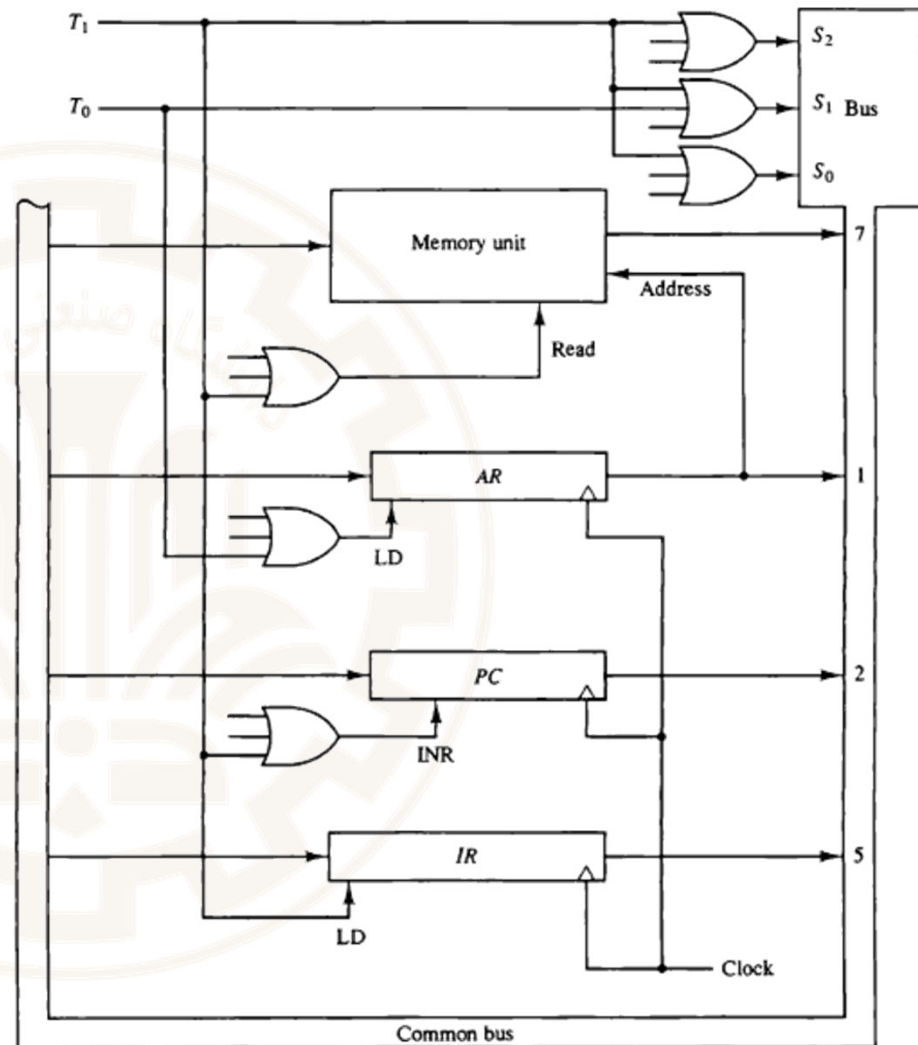 T1
S2
T0
S1
Bus
S0
Memory unit
7
Address
Read
AR
1
LD
PC
2
INR
IR
5
LD
Clock
Common bus